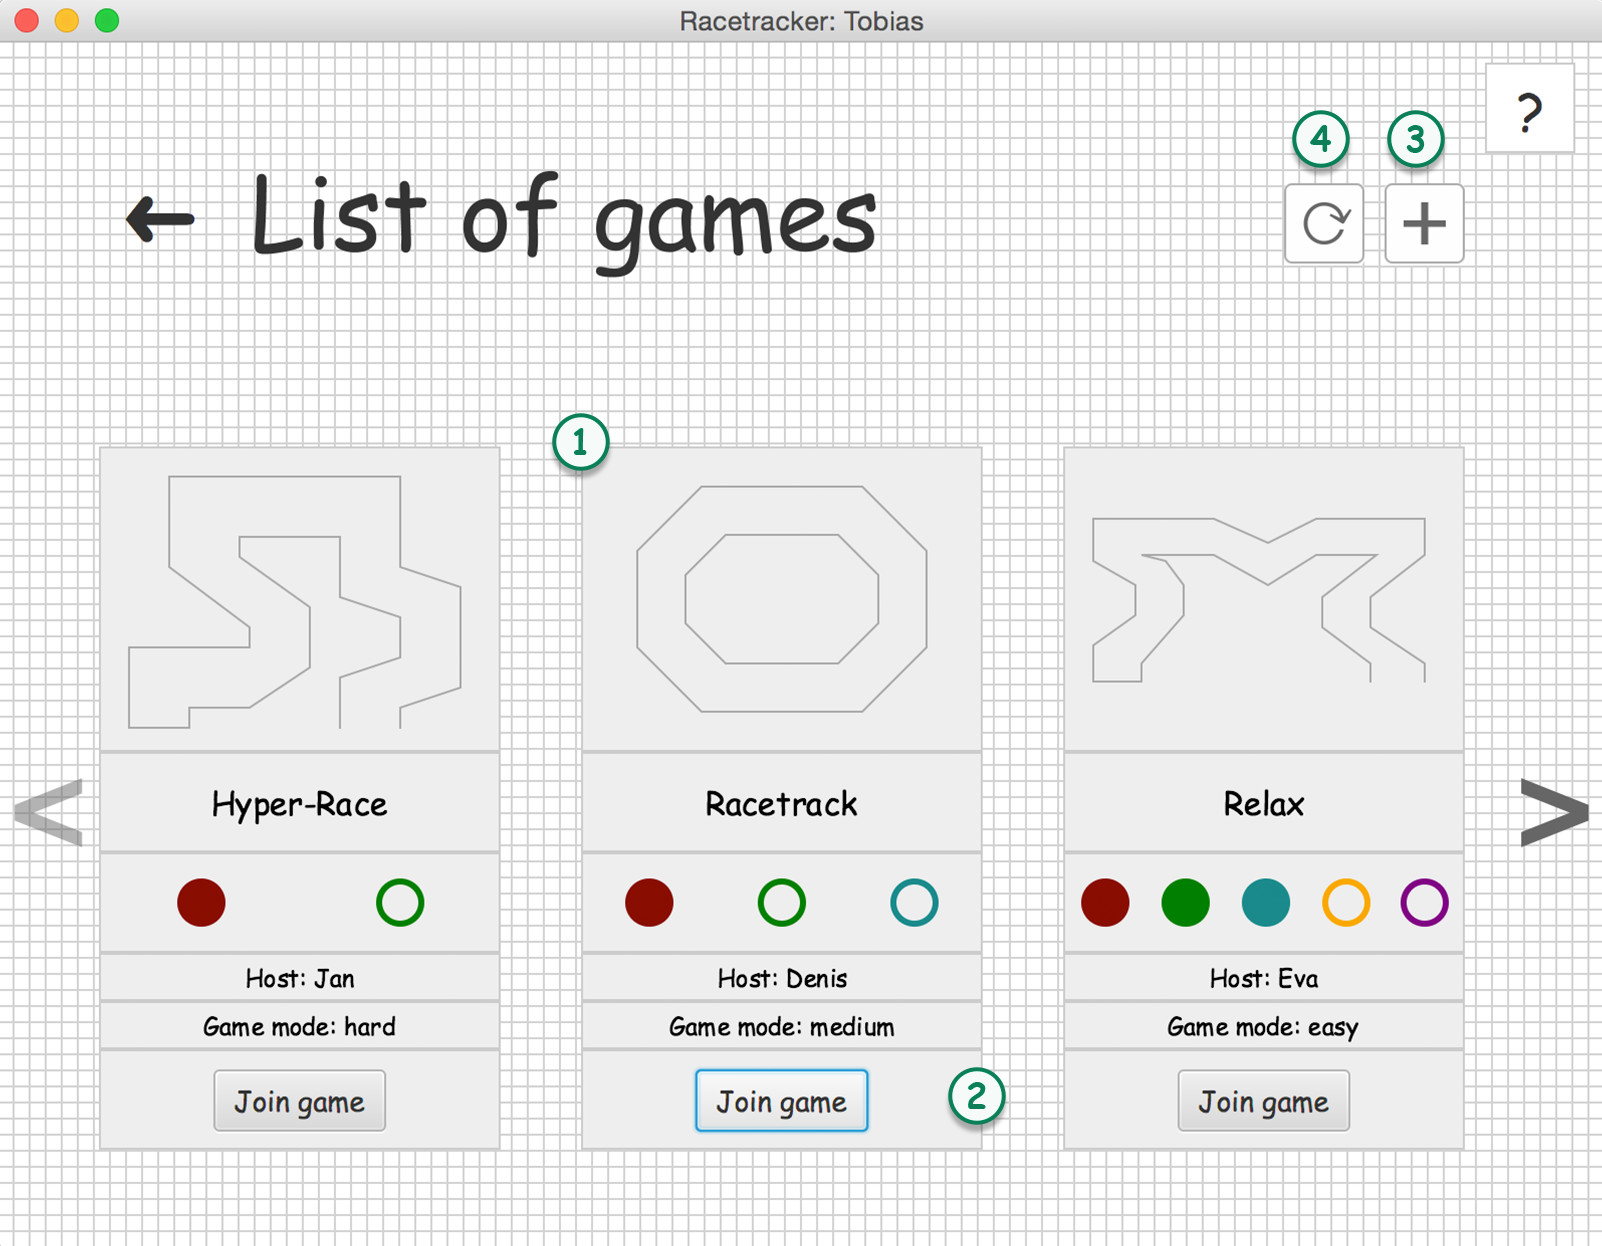 Racetracker: Tobias
?
4
3
← List of games
+
1
Hyper-Race
Racetrack
Relax
<
>
Host: Jan
Host: Denis
Host: Eva
Game mode: hard
Game mode: medium
Game mode: easy
Join game
Join game
2
Join game